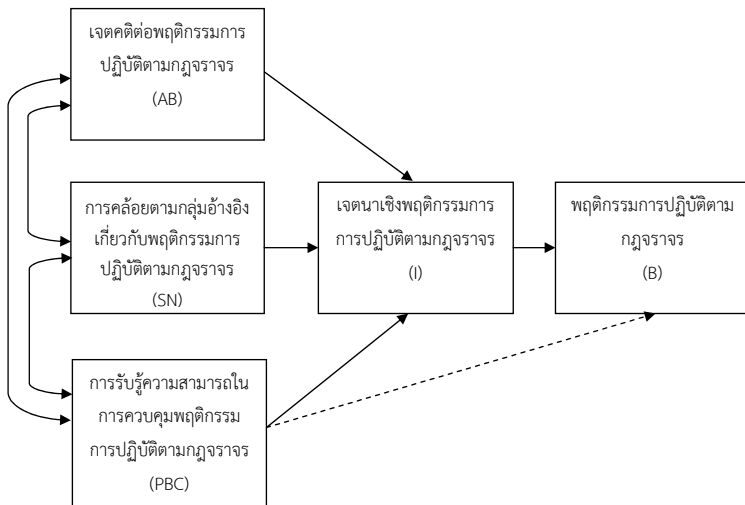 เจตคติต่อพฤติกรรมการ
ปฏิบัติตามกฎจราจร
(AB)
การคล้อยตามกลุ่มอ้างอิง
เกี่ยวกับพฤติกรรมการ
ปฏิบัติตามกฎจราจร
(SN)
เจตนาเชิงพฤติกรรมการ
การปฏิบัติตามกฎจราจร
(I)
พฤติกรรมการปฏิบัติตาม
กฎจราจร
(B)
การรับรู้ความสามารถใน
การควบคุมพฤติกรรม
การปฏิบัติตามกฎจราจร
(PBC)